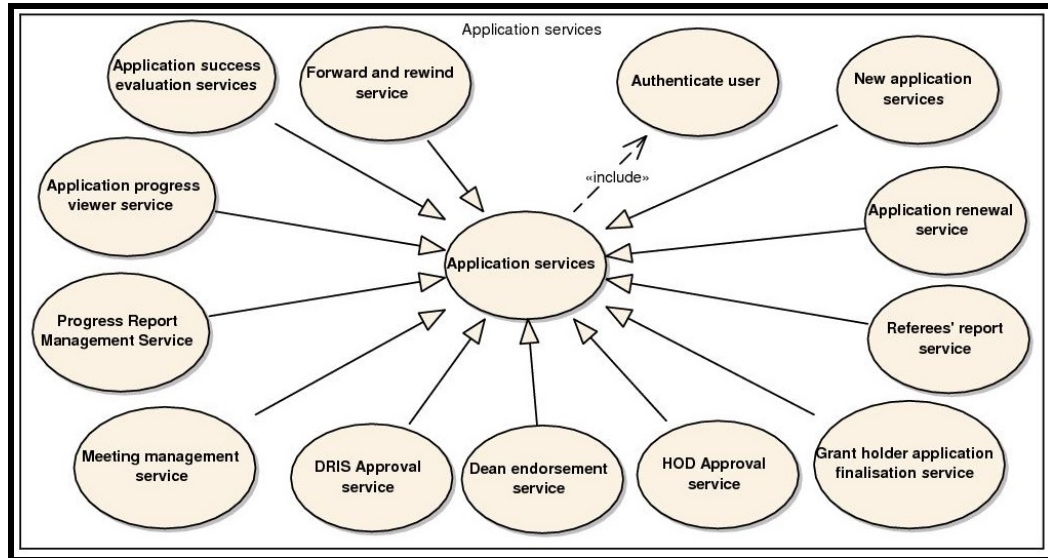 Application services
Application success
evaluation services
Forward and rewind
service
Authenticate user
New application
services
«include»
Application progress
viewer service
Application renewal
service
Application services
Progress Report
Management Service
Referees' report
service
Meeting management
service
DRIS Approval
service
Dean endorsement
service
HOD Approval
service
Grant holder application
finalisation service